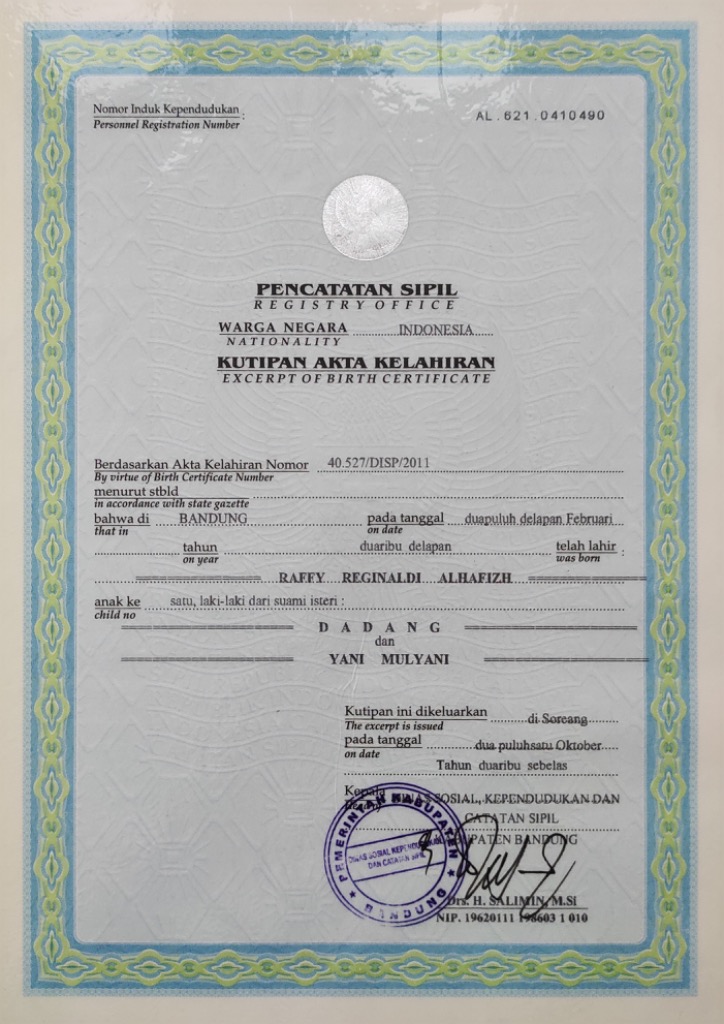 Nomor Induk Kependudukan :
Personnel Registration Number
AL.621.0410490
PENCATATAN SIPIL
REGISTRY OFFICE
WARGA NEGARA INDONESIA
NATIONALITY
KUTIPAN AKTA KELAHIRAN
EXCERPT OF BIRTH CERTIFICATE
Berdasarkan Akta Kelahiran Nomor 40.527/DISP/2011
By virtue of Birth Certificate Number
menurut stbld
in accordance with state gazette
bahwa di BANDUNG pada tanggal duapuluh delapan Februari
that in on date
tahun duaribu delapan telah lahir :
on year was born
RAFFY REGINALDI ALHAFIZH
anak ke satu, laki-laki dari suami isteri :
child no
DADANG
dan
YANI MULYANI
Kutipan ini dikeluarkan di Soreang
The excerpt is issued
pada tanggal dua puluhsatu Oktober
on date
Tahun duaribu sebelas
Kepala DINAS SOSIAL, KEPENDUDUKAN DAN
CATATAN SIPIL
KABUPATEN BANDUNG
PEMERINTAH KABUPATEN
DINAS SOSIAL KEPENDUDUKAN
DAN CATATAN SIPIL
BANDUNG
Drs. H. SALIMIN, M.Si
NIP. 19620111 198603 1 010